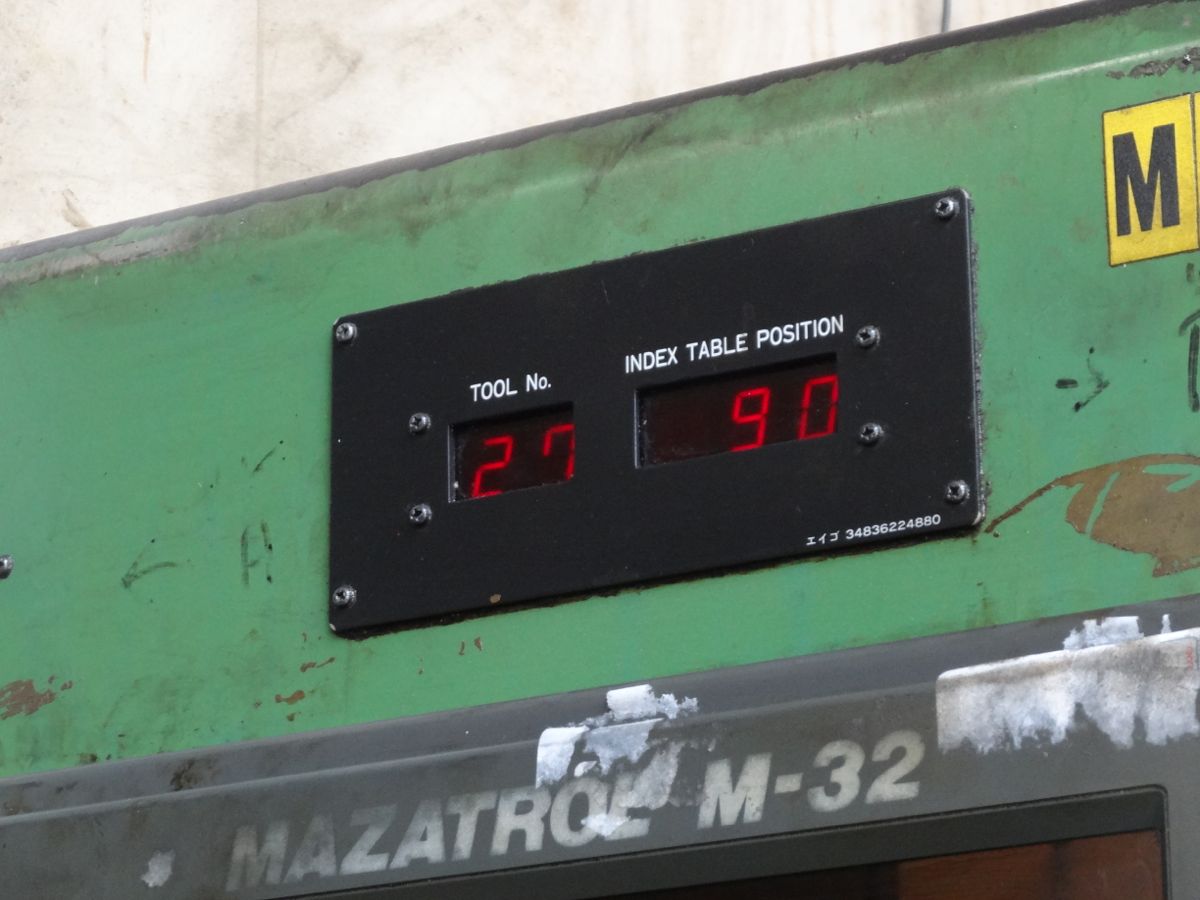 M
TOOL No.
INDEX TABLE POSITION
27
90
エイゴ 34836224880
A
MAZATROL M-32